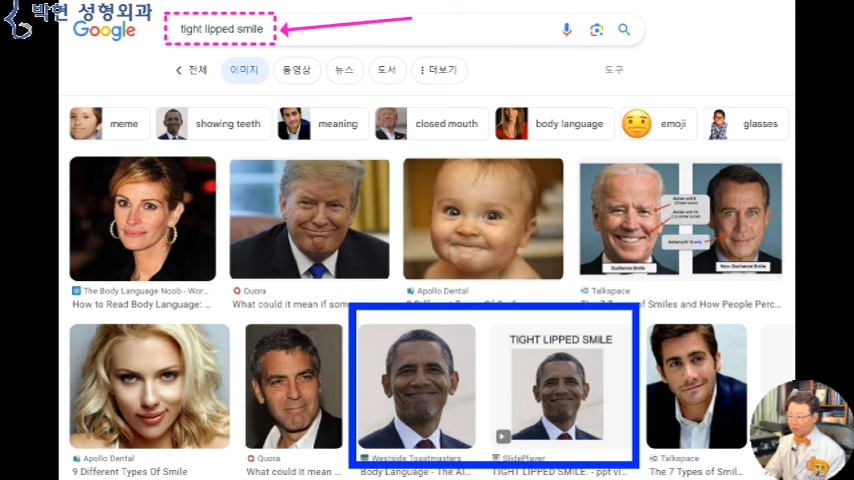 박현 성형외과
Google
tight lipped smile
전체 이미지 동영상 뉴스 도서 더보기 도구
meme showing teeth meaning closed mouth body language emoji glasses
Duchenne Smile Non-Duchenne Smile
The Body Language Noob - Wor...
How to Read Body Language: ...
Quora
What could it mean if som
Apollo Dental
Talkspace
of Smiles and How People Perc...
TIGHT LIPPED SMILE
Apollo Dental
9 Different Types Of Smile
Quora
What could it mean ...
Westside Toastmasters
Body Language - The Al...
SlidePlayer
TIGHT LIPPED SMILE. - ppt vi...
Talkspace
The 7 Types of Smil...